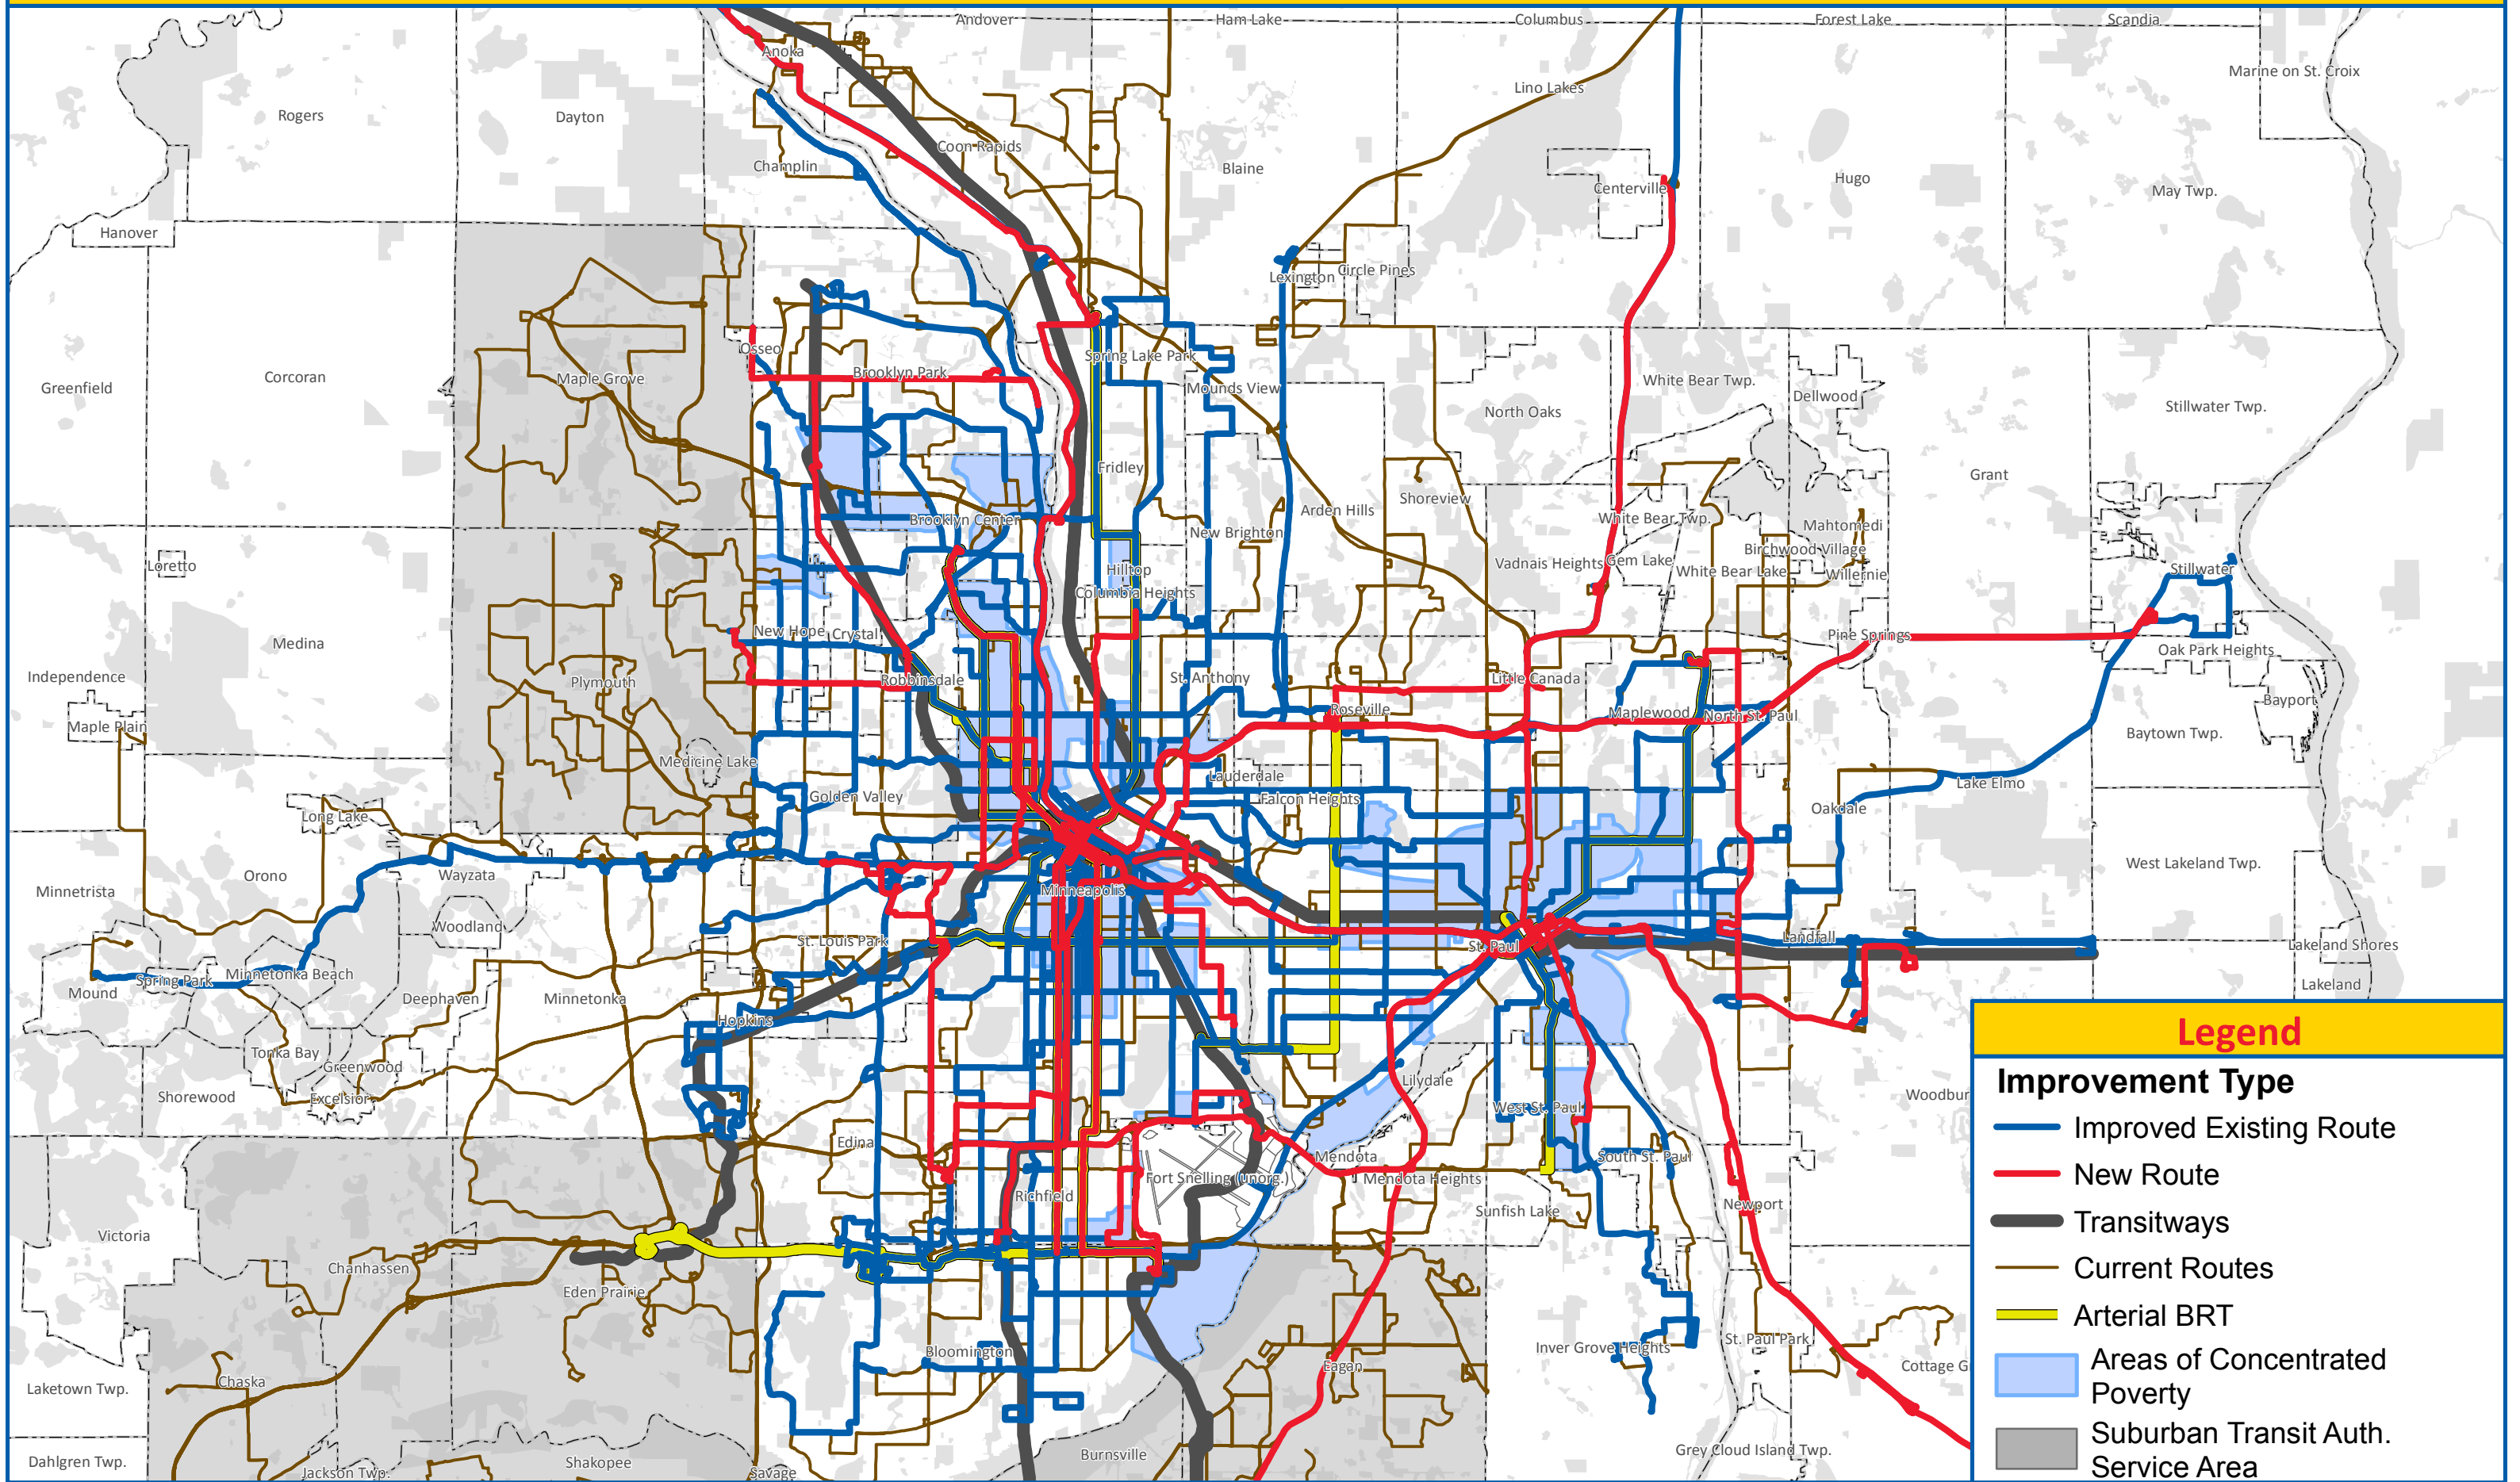 Andover
Ham Lake
Columbus
Forest Lake
Scandia
Anoka
Marine on St. Croix
Lino Lakes
Rogers
Dayton
Coon Rapids
Champlin
Blaine
Centerville
Hugo
May Twp.
Hanover
Lexington
Circle Pines
Osseo
Spring Lake Park
Brooklyn Park
Maple Grove
Corcoran
Greenfield
Mounds View
White Bear Twp.
Dellwood
North Oaks
Stillwater Twp.
Fridley
Grant
Shoreview
Arden Hills
Brooklyn Center
New Brighton
White Bear Twp.
Mahtomedi
Birchwood Village
Loretto
Hilltop
Vadnais Heights
Gem Lake
White Bear Lake
Willernie
Stillwater
Columbia Heights
New Hope
Crystal
Medina
Pine Springs
Oak Park Heights
Independence
Plymouth
Robbinsdale
St. Anthony
Little Canada
Bayport
Maple Plain
Roseville
Maplewood
North St. Paul
Baytown Twp.
Medicine Lake
Lauderdale
Golden Valley
Falcon Heights
Lake Elmo
Oakdale
Long Lake
West Lakeland Twp.
Orono
Wayzata
Minnetrista
Minneapolis
Woodland
St. Louis Park
St. Paul
Landfall
Lakeland Shores
Minnetonka Beach
Spring Park
Mound
Deephaven
Minnetonka
Lakeland
Hopkins
Tonka Bay
Greenwood
Excelsior
Shorewood
Lilydale
West St. Paul
Woodbur
Edina
Mendota
South St. Paul
Fort Snelling (unorg.)
Mendota Heights
Richfield
Sunfish Lake
Newport
Victoria
Chanhassen
Eden Prairie
Bloomington
Inver Grove Heights
St. Paul Park
Eagan
Cottage G
Chaska
Laketown Twp.
Burnsville
Grey Cloud Island Twp.
Dahlgren Twp.
Jackson Twp.
Shakopee
Savage
Legend
Improvement Type
Improved Existing Route
New Route
Transitways
Current Routes
Arterial BRT
Areas of Concentrated
Poverty
Suburban Transit Auth.
Service Area